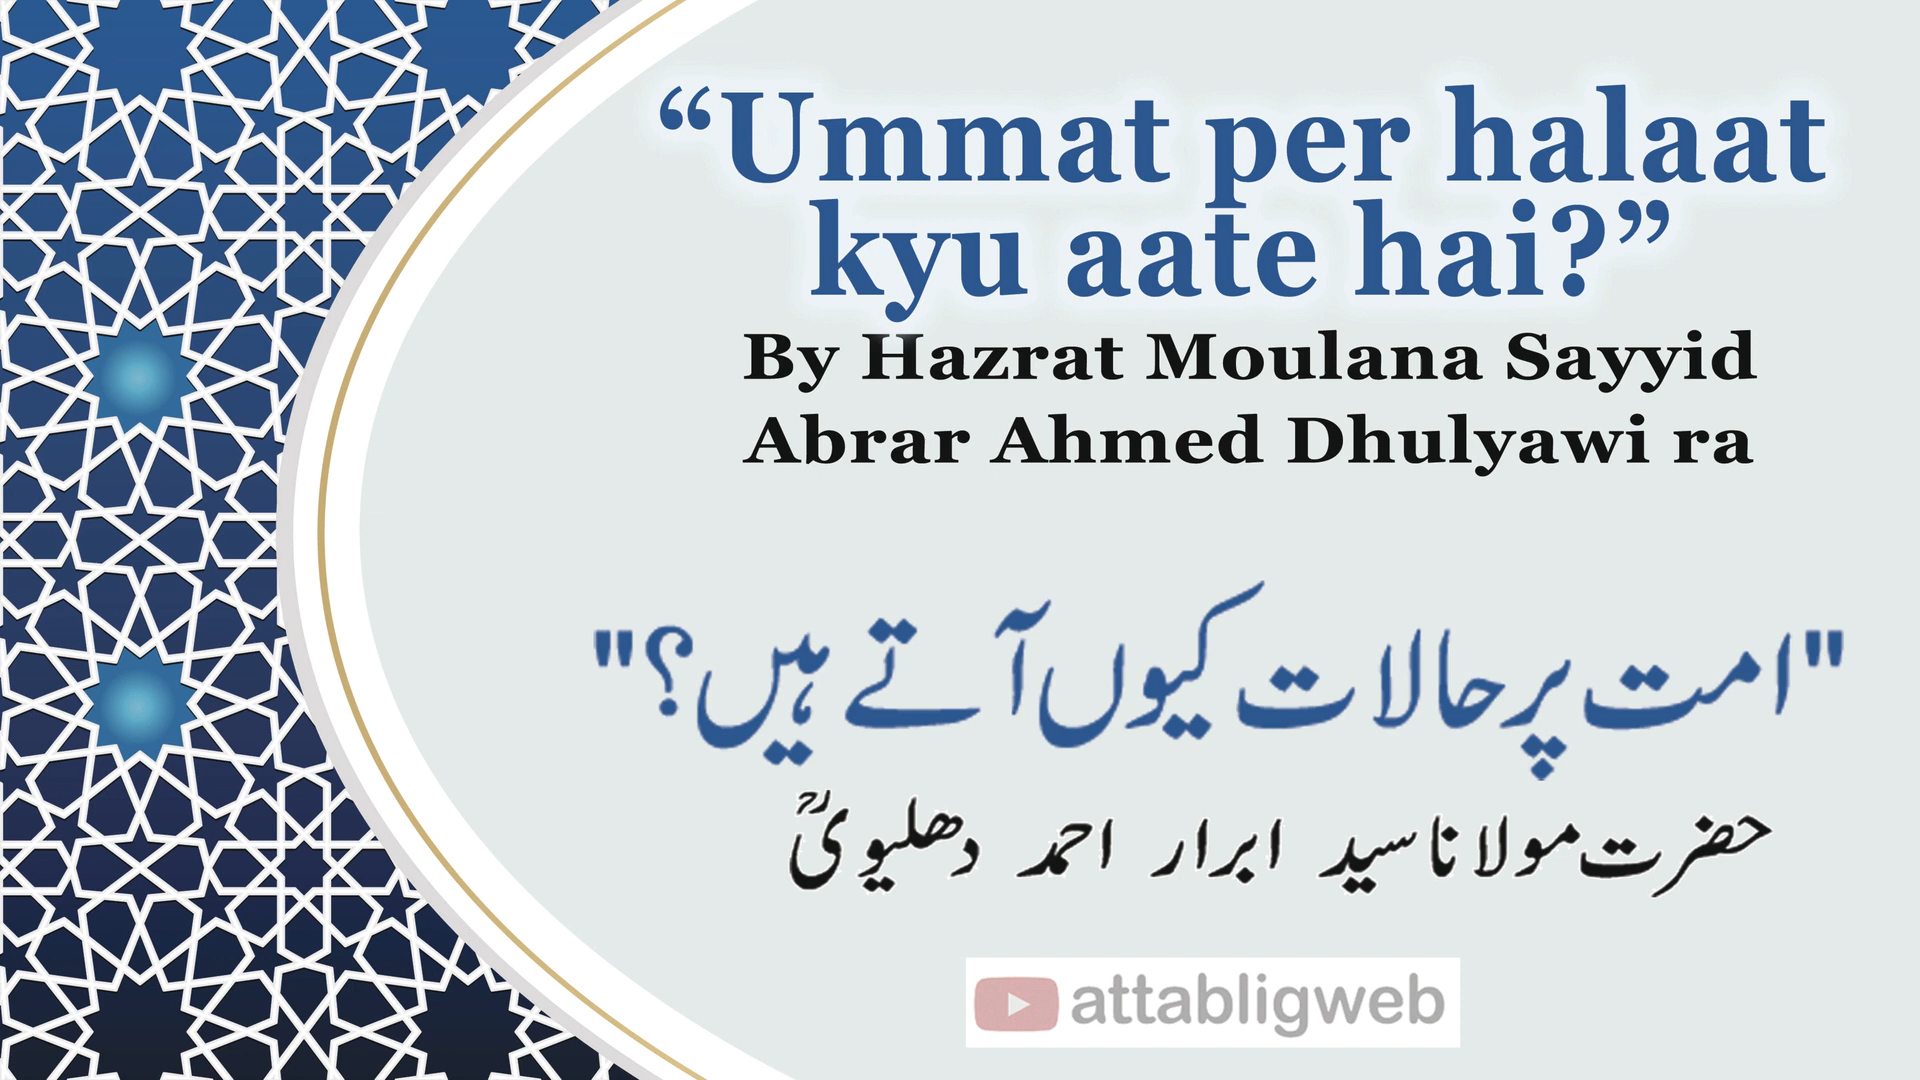 “Ummat per halaat
kyu aate hai?”
By Hazrat Moulana Sayyid
Abrar Ahmed Dhulyawi ra
"امت پر حالات کیوں آتے ہیں؟"
حضرت مولانا سید ابرار احمد دھلیویؒ
attabligweb